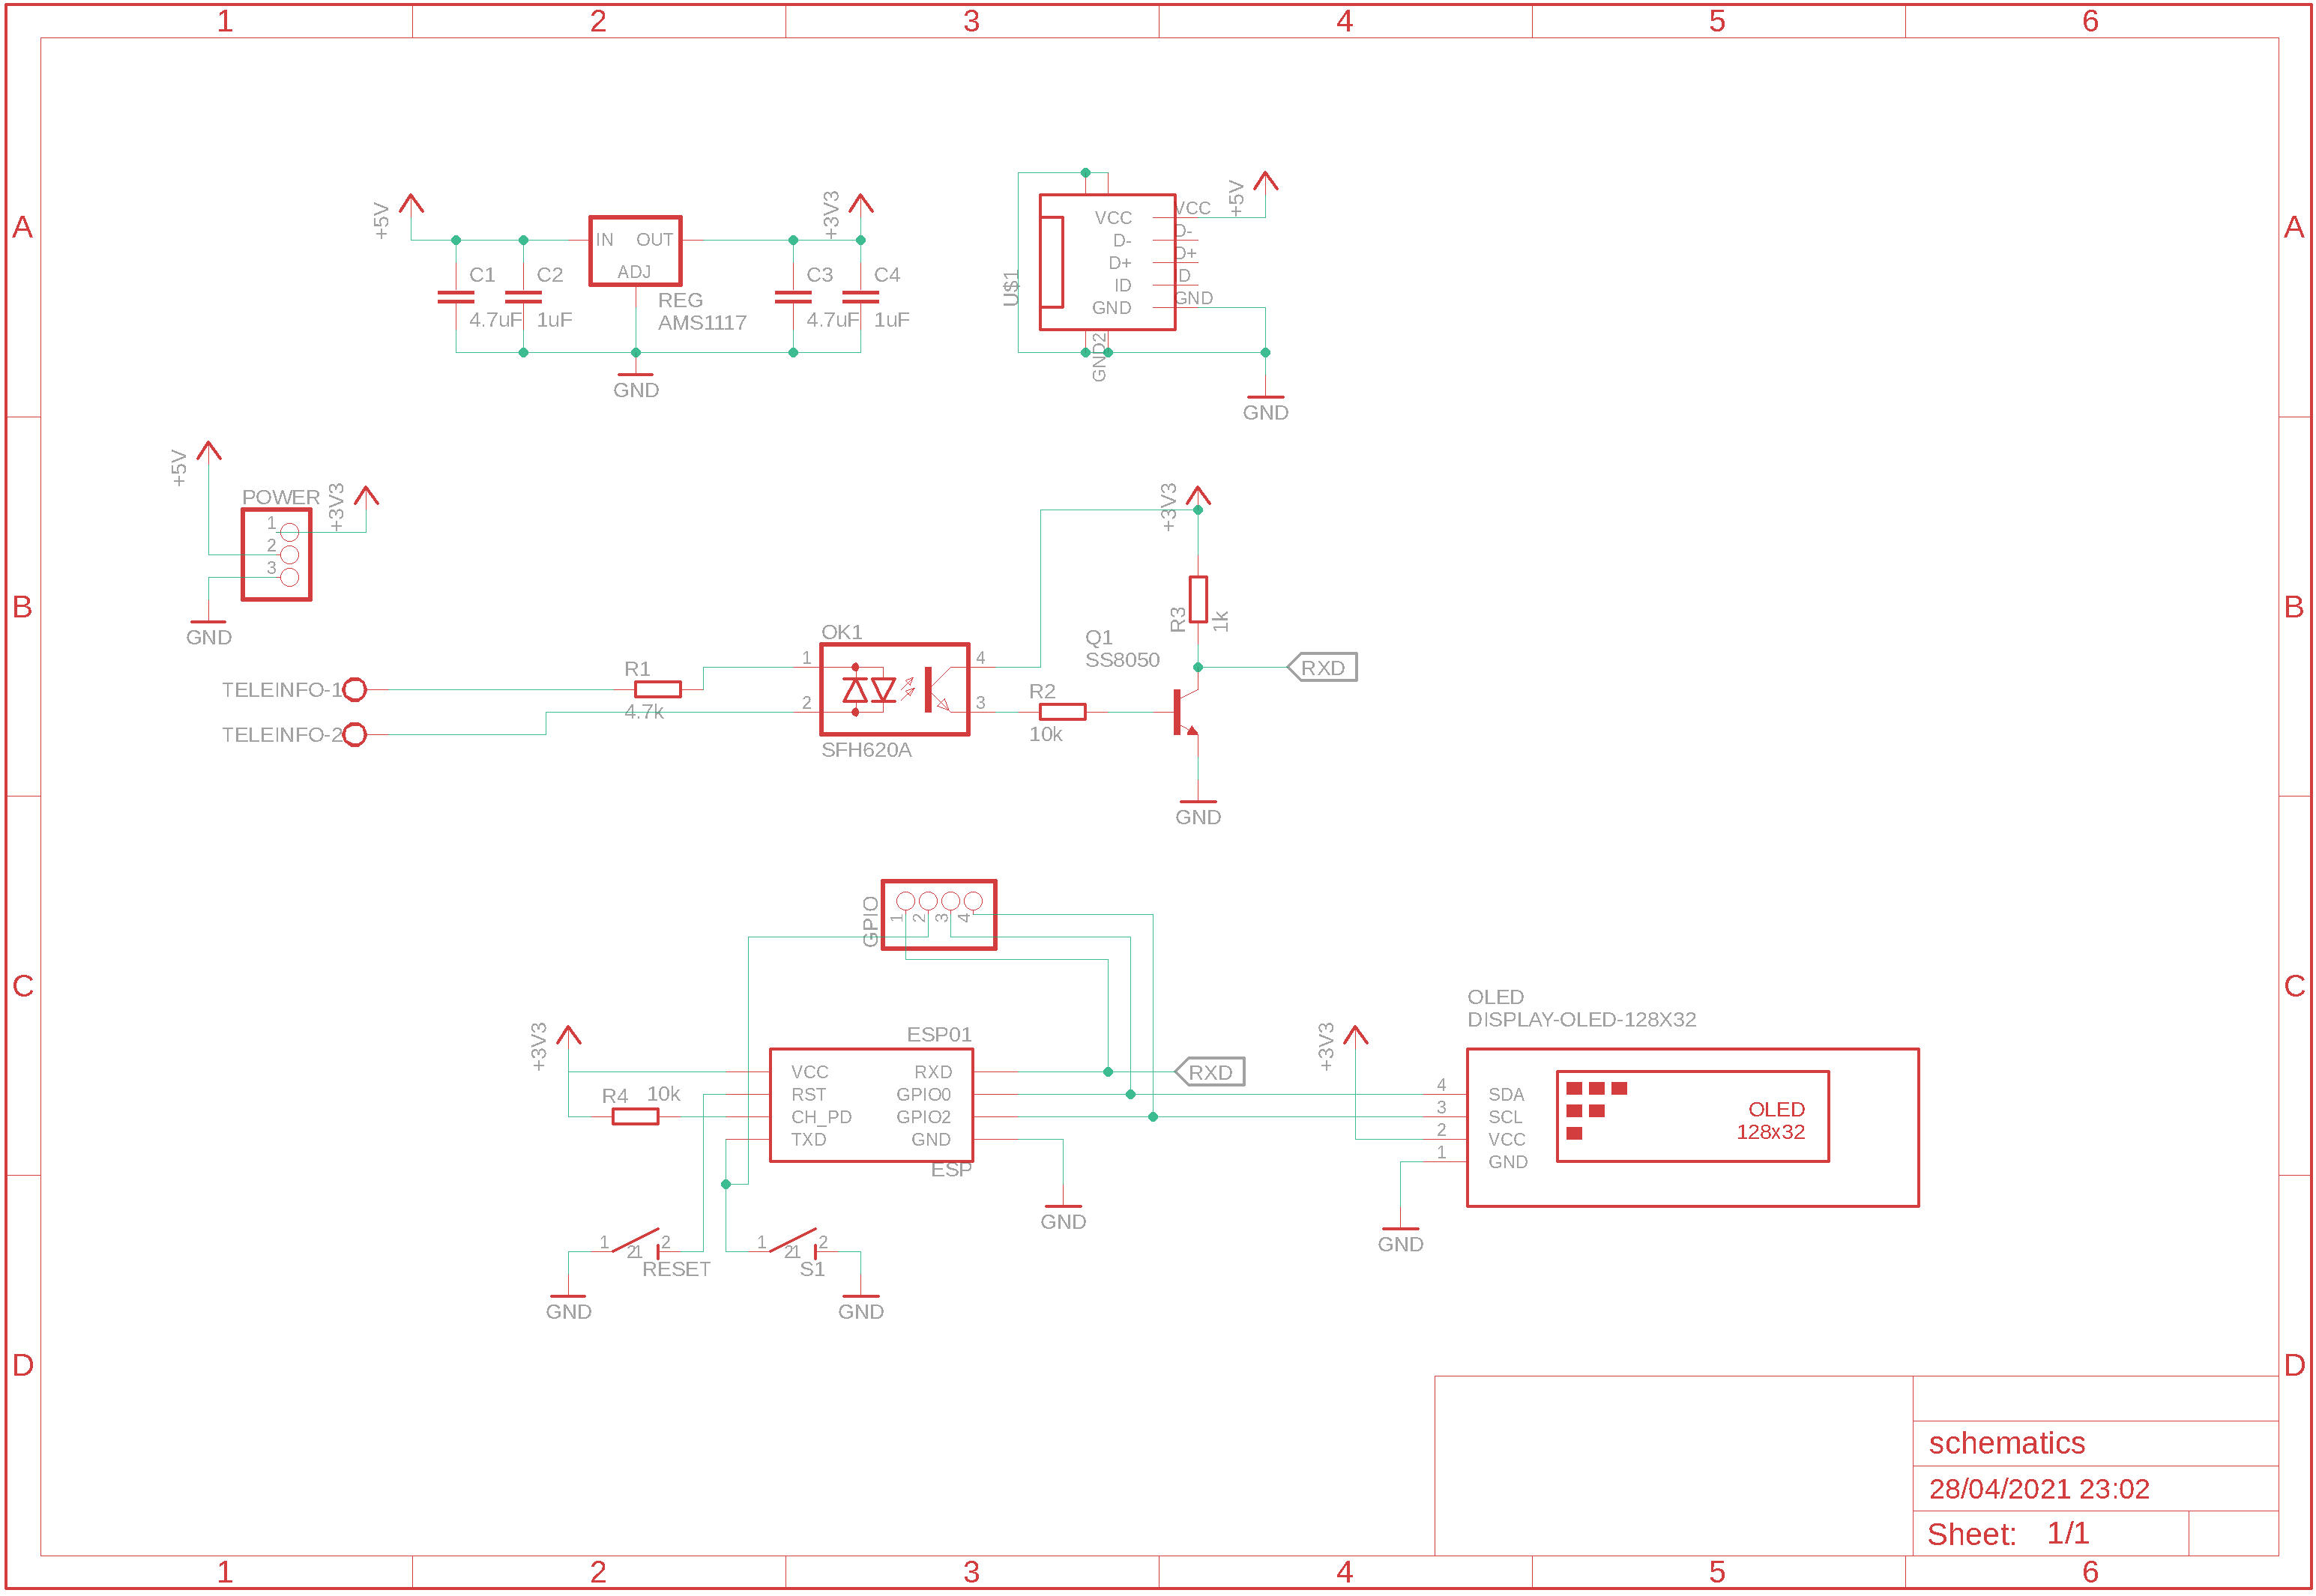 1 2 3 4 5 6
A A
+5V
IN OUT
ADJ
REG
AMS1117
C1
4.7uF
C2
1uF
C3
4.7uF
C4
1uF
+3V3
GND
U$1
VCC VCC
D- D-
D+ D+
ID D
GND GND
GND2
+5V
GND
B B
+5V
POWER
+3V3
1
2
3
GND
TELEINFO-1
TELEINFO-2
R1
4.7k
OK1
1
2
4
3
SFH620A
R2
10k
Q1
SS8050
+3V3
R3
1k
RXD
GND
C C
GPIO
1 2 3 4
+3V3
R4 10k
ESP01
VCC RXD
RST GPIO0
CH_PD GPIO2
TXD GND
ESP
RXD
GND
+3V3
OLED
DISPLAY-OLED-128X32
4 SDA
3 SCL
2 VCC
1 GND
OLED
128x32
GND
1 21 2
RESET
GND
1 21 2
S1
GND
D D
schematics
28/04/2021 23:02
Sheet: 1/1
1 2 3 4 5 6